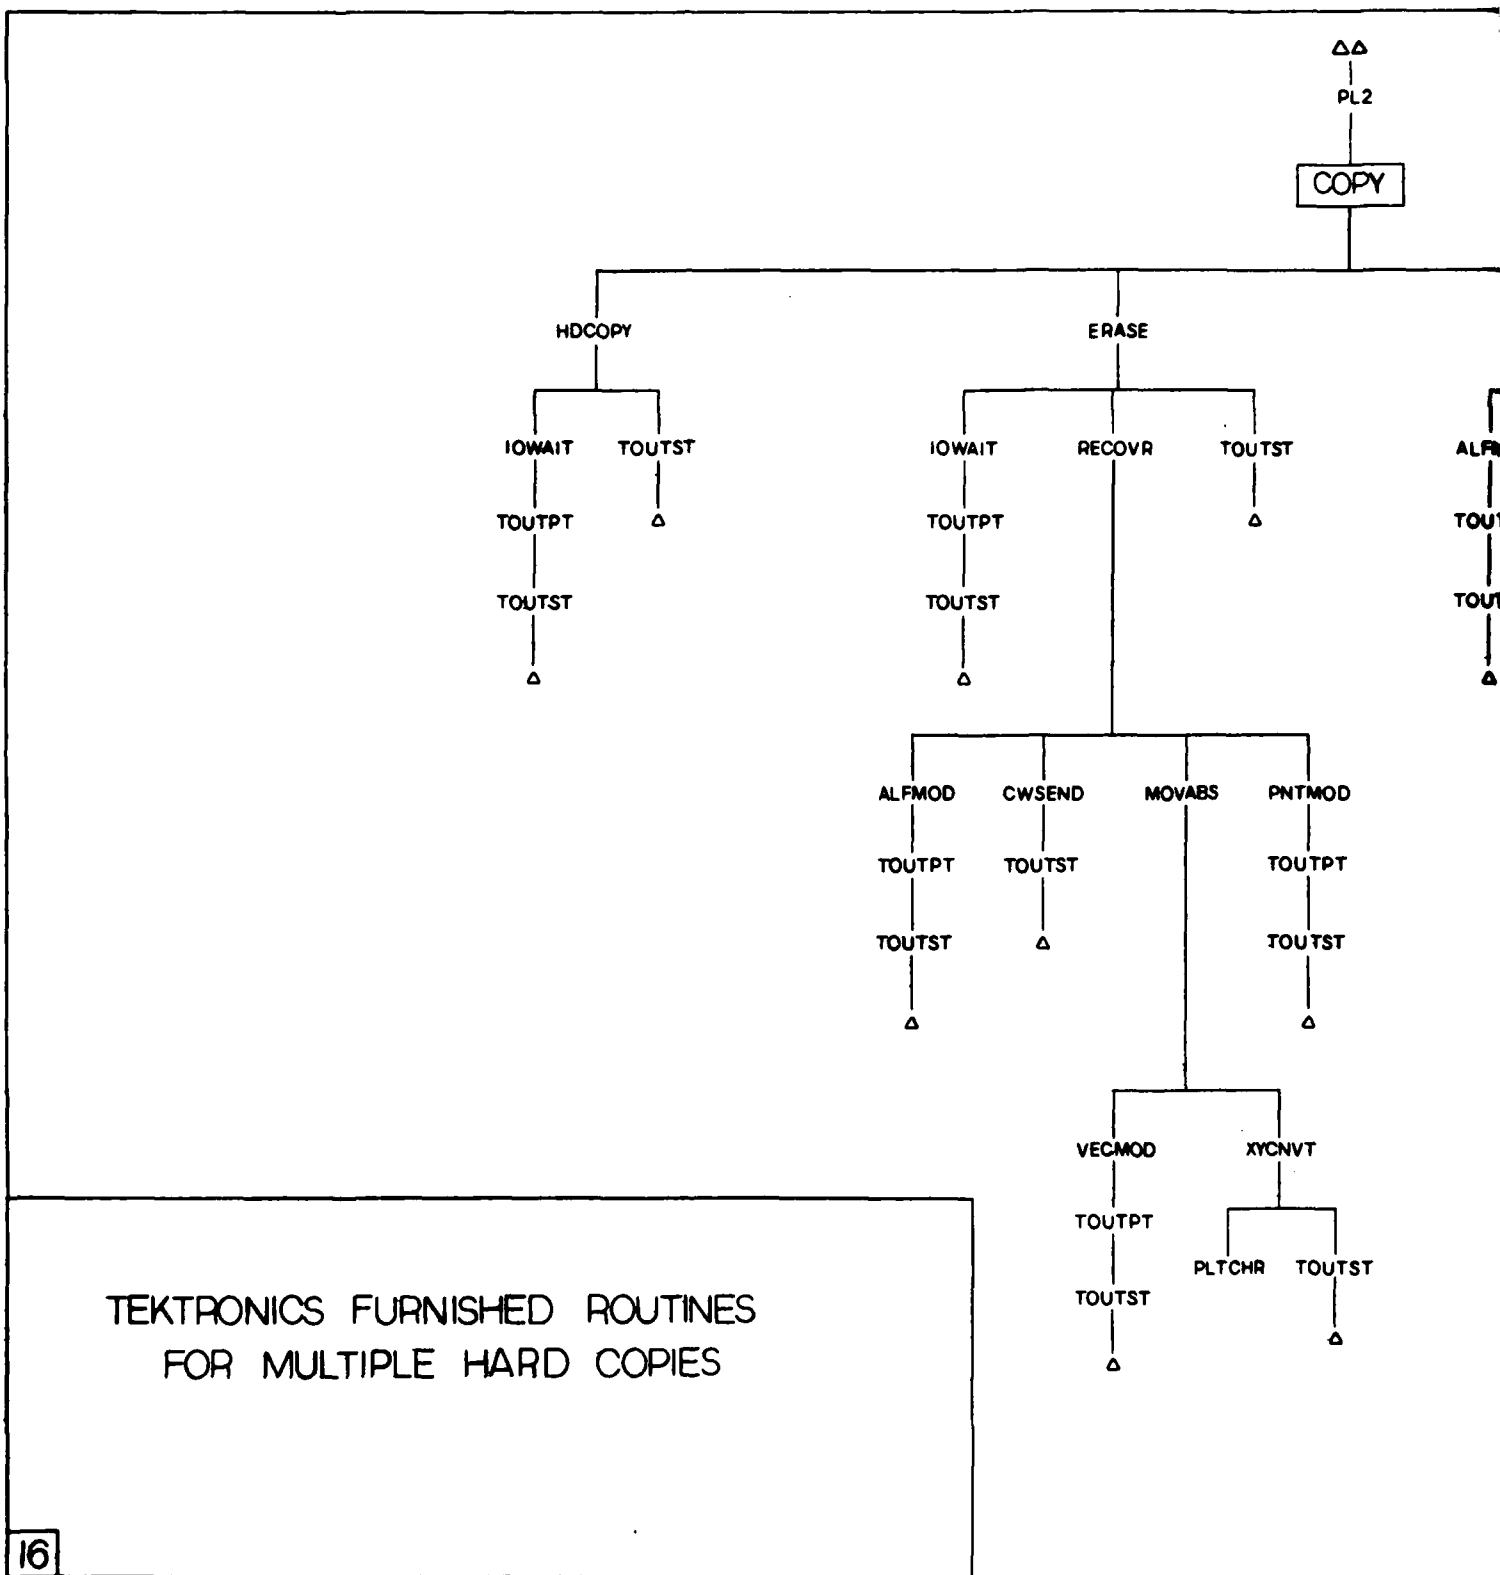 PL2
COPY
HDCOPY ERASE
IOWAIT TOUTST IOWAIT RECOVR TOUTST
TOUTPT TOUTPT
TOUTST TOUTST
ALFMOD CWSEND MOVABS PNTMOD
TOUTPT TOUTST TOUTPT
TOUTST TOUTST
VECMOD XYCNVT
TOUTPT
PLTCHR TOUTST
TOUTST
TEKTRONICS FURNISHED ROUTINES
FOR MULTIPLE HARD COPIES
16